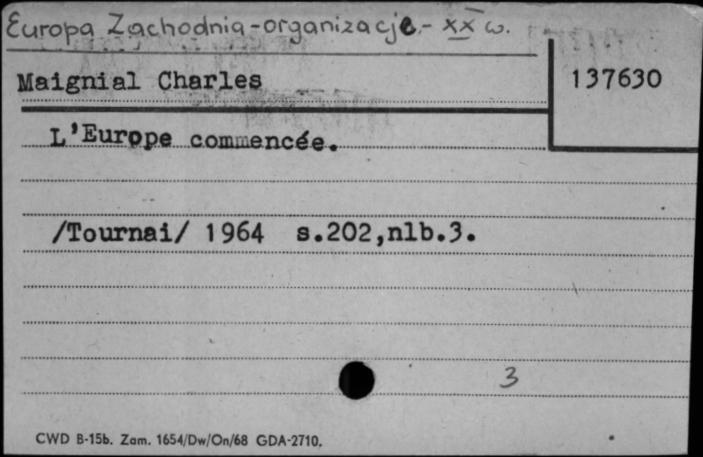 Europa Zachodnia - organizacje - XX w.
Maignial Charles
137630
L'Europe commencée.
/Tournai/ 1964 s.202,nlb.3.
3
CWD B-15b. Zam. 1654/Dw/On/68 GDA-2710.